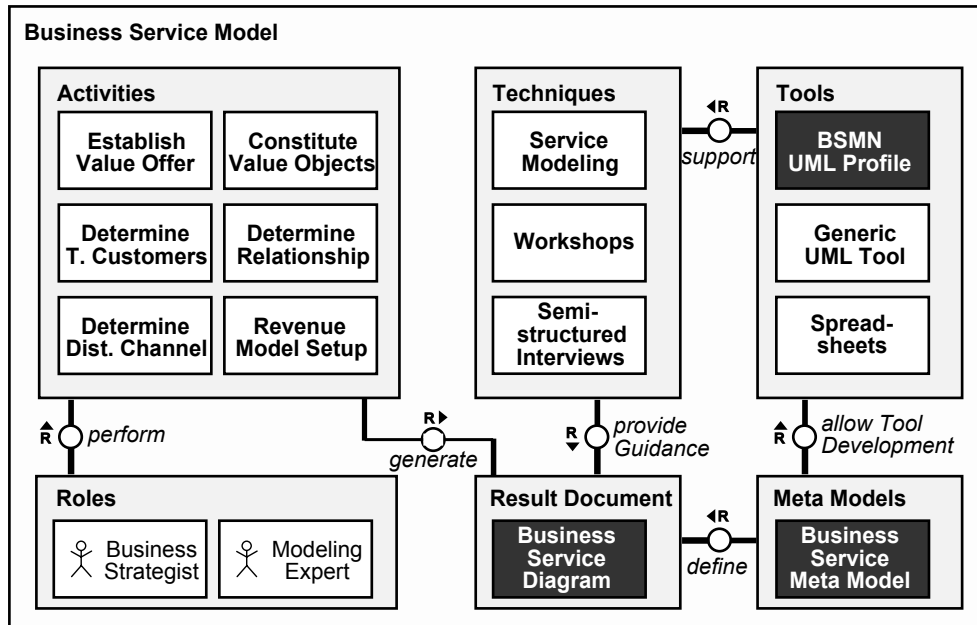 Business Service Model
Activities
Establish
Value Offer
Constitute
Value Objects
Determine
T. Customers
Determine
Relationship
Determine
Dist. Channel
Revenue
Model Setup
Techniques
Service
Modeling
Workshops
Semi-
structured
Interviews
R
support
Tools
BSMN
UML Profile
Generic
UML Tool
Spread-
sheets
R
perform
R
generate
R
provide
Guidance
R
allow Tool
Development
Roles
Business
Strategist
Modeling
Expert
Result Document
Business
Service
Diagram
R
define
Meta Models
Business
Service
Meta Model